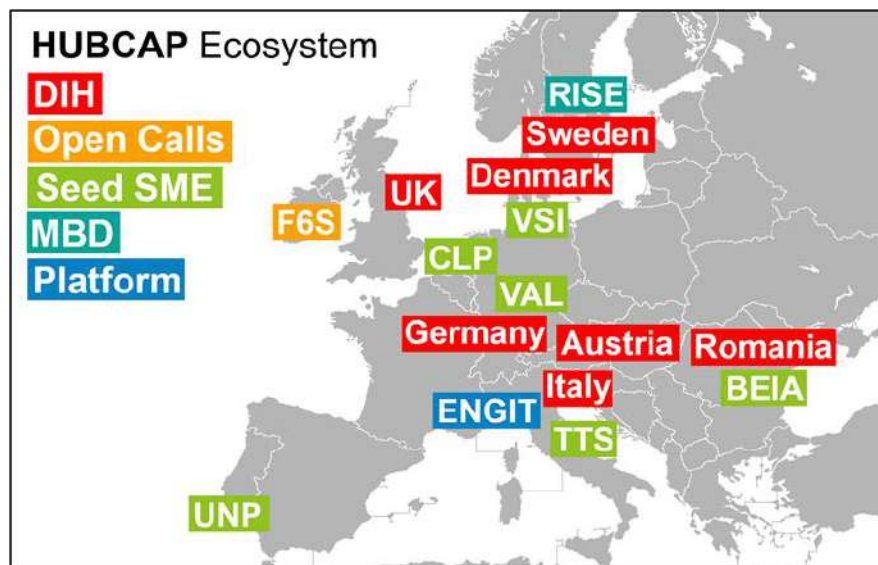 HUBCAP Ecosystem
DIH
Open Calls
Seed SME
MBD
Platform
RISE
Sweden
Denmark
UK
VSI
F6S
CLP
VAL
Germany
Austria
Romania
Italy
BEIA
ENGIT
TTS
UNP